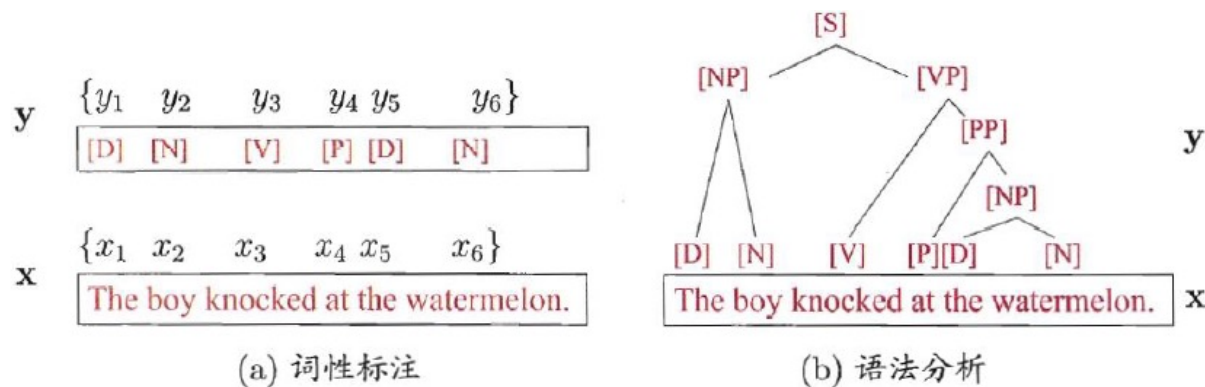 {y₁ y₂ y₃ y₄ y₅ y₆}
y
[D] [N] [V] [P] [D] [N]
{x₁ x₂ x₃ x₄ x₅ x₆}
x
The boy knocked at the watermelon.
(a) 词性标注
[S]
[NP] [VP]
[PP]
y
[NP]
[D] [N] [V] [P][D] [N]
The boy knocked at the watermelon. x
(b) 语法分析